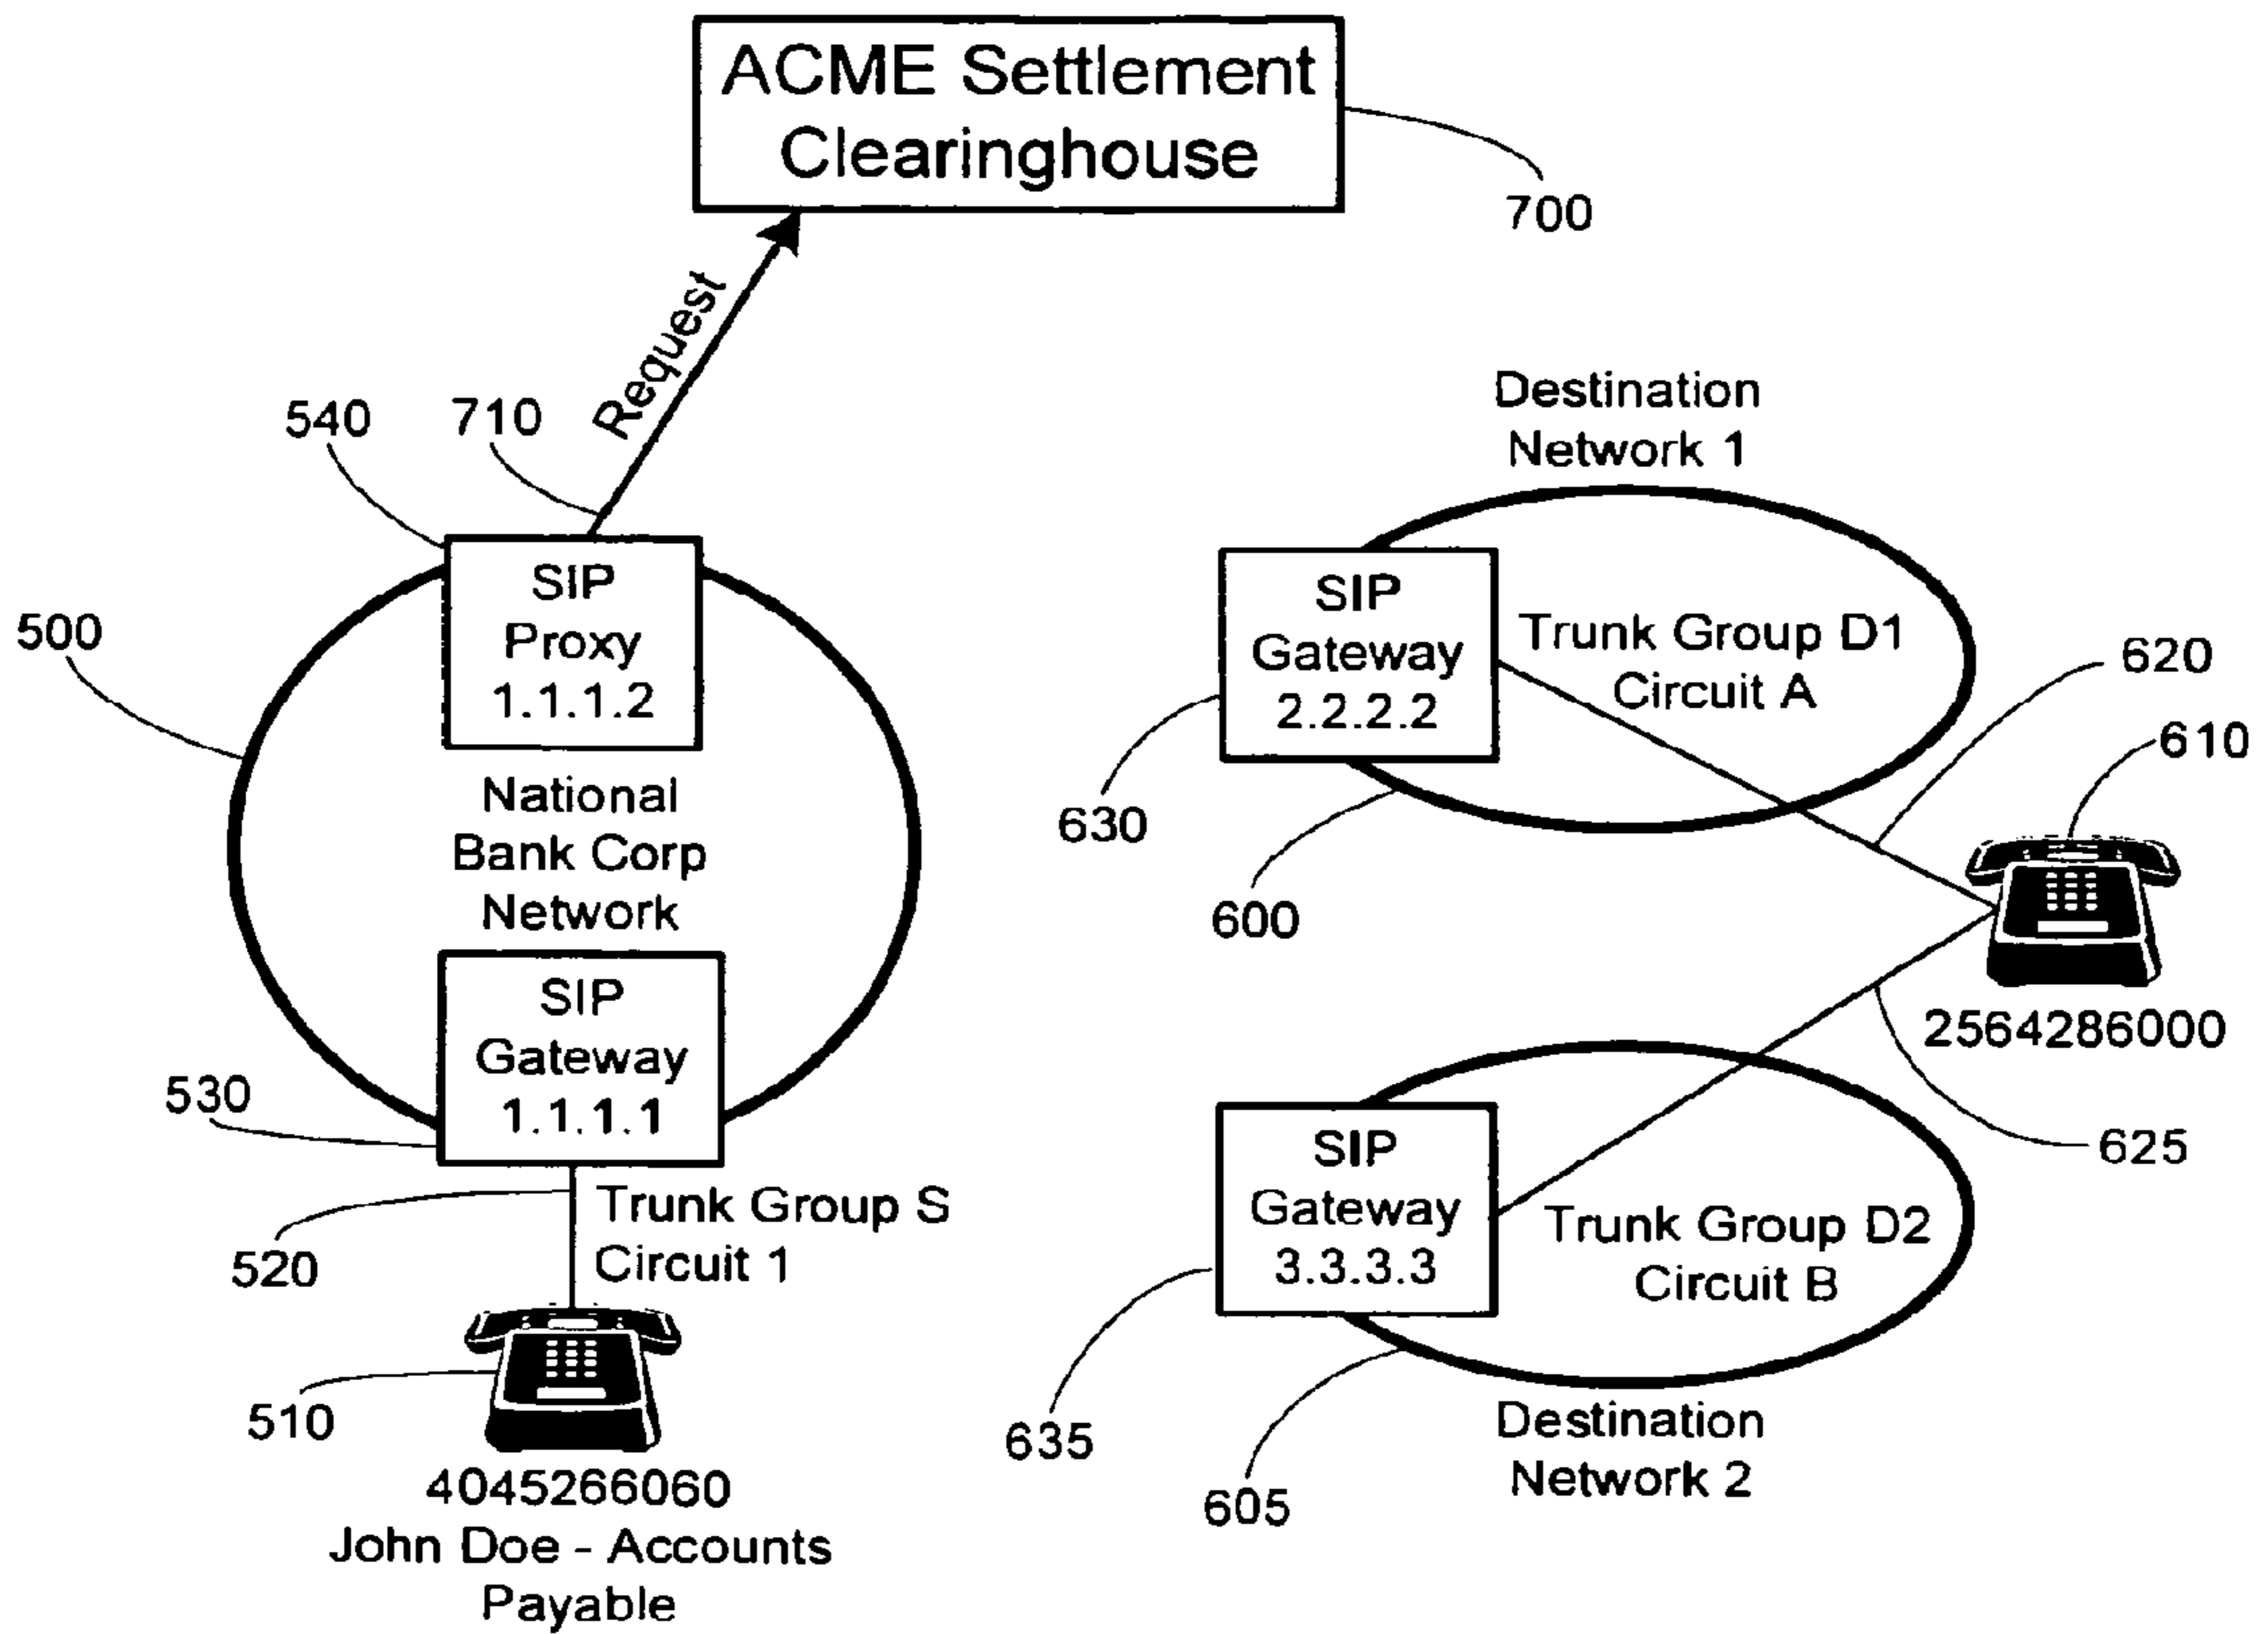 ACME Settlement
Clearinghouse
700
Request
710
540
SIP
Proxy
1.1.1.2
500
National
Bank Corp
Network
SIP
Gateway
1.1.1.1
530
Trunk Group S
Circuit 1
520
510
4045266060
John Doe - Accounts
Payable
Destination
Network 1
SIP
Gateway
2.2.2.2
Trunk Group D1
Circuit A
620
610
630
600
2564286000
625
SIP
Gateway
3.3.3.3
Trunk Group D2
Circuit B
635
605
Destination
Network 2